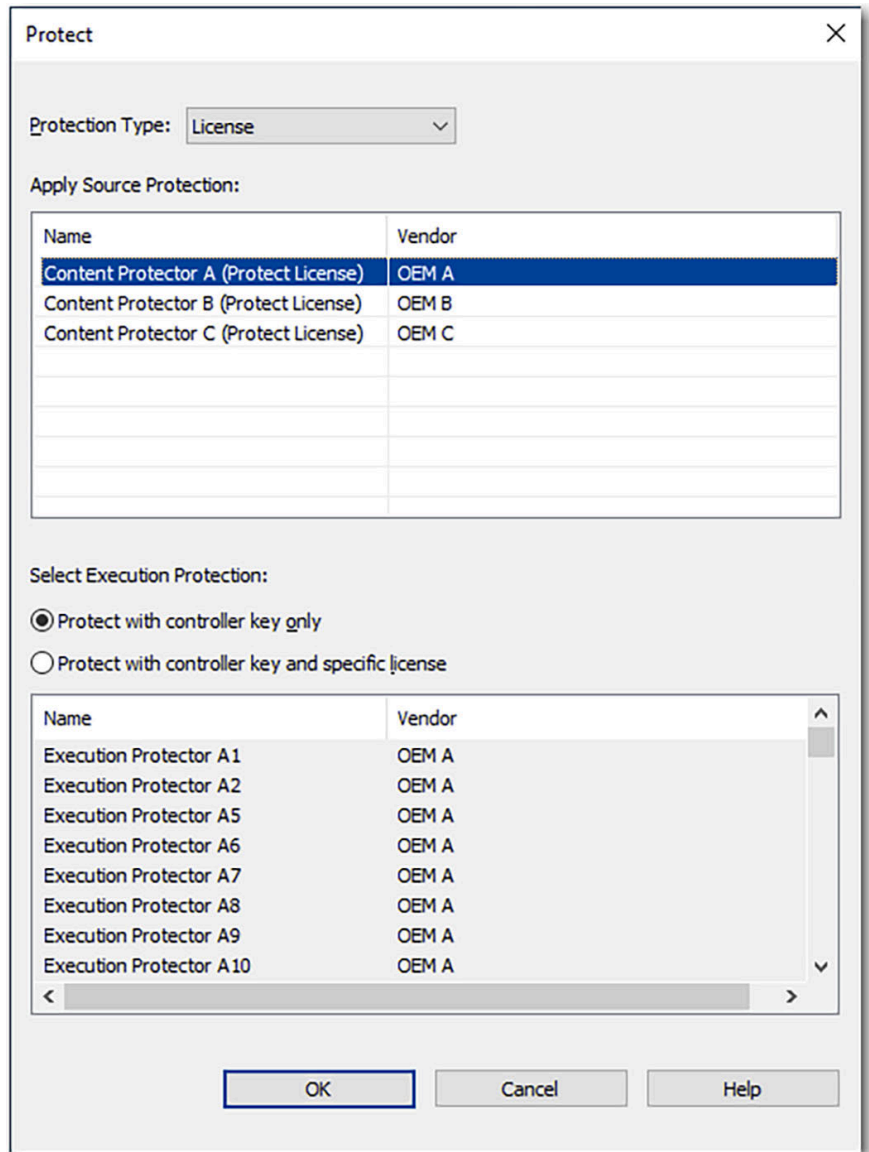 Protect
Protection Type: License
Apply Source Protection:
Name Vendor
Content Protector A (Protect License) OEM A
Content Protector B (Protect License) OEM B
Content Protector C (Protect License) OEM C
Select Execution Protection:
Protect with controller key only
Protect with controller key and specific license
Name Vendor
Execution Protector A1 OEM A
Execution Protector A2 OEM A
Execution Protector A5 OEM A
Execution Protector A6 OEM A
Execution Protector A7 OEM A
Execution Protector A8 OEM A
Execution Protector A9 OEM A
Execution Protector A10 OEM A
OK Cancel Help